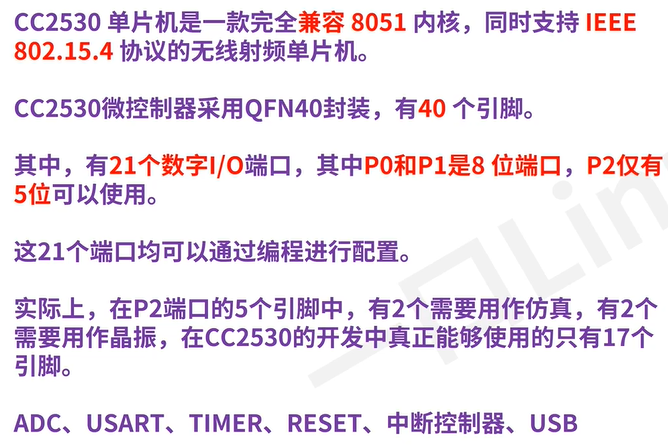 CC2530 单片机是一款完全兼容 8051 内核，同时支持 IEEE
802.15.4 协议的无线射频单片机。
CC2530微控制器采用QFN40封装，有40 个引脚。
其中，有21个数字I/O端口，其中P0和P1是8 位端口，P2仅有
5位可以使用。
这21个端口均可以通过编程进行配置。
实际上，在P2端口的5个引脚中，有2个需要用作仿真，有2个
需要用作晶振，在CC2530的开发中真正能够使用的只有17个
引脚。
ADC、USART、TIMER、RESET、中断控制器、USB